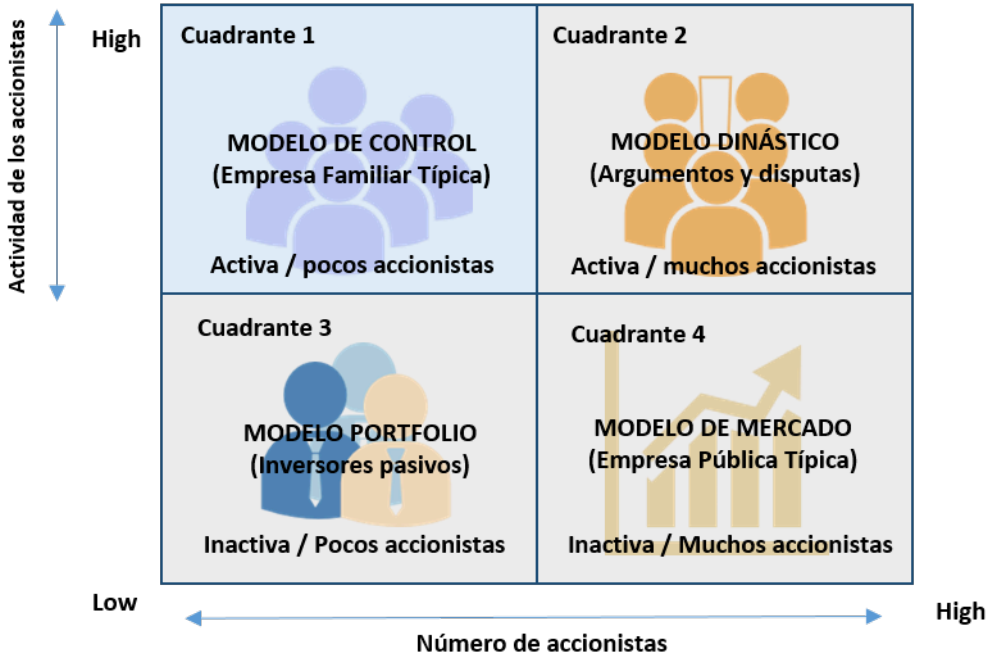 Actividad de los accionistas
High
Cuadrante 1
MODELO DE CONTROL
(Empresa Familiar Típica)
Activa / pocos accionistas
Cuadrante 2
MODELO DINÁSTICO
(Argumentos y disputas)
Activa / muchos accionistas
Cuadrante 3
MODELO PORTFOLIO
(Inversores pasivos)
Inactiva / Pocos accionistas
Cuadrante 4
MODELO DE MERCADO
(Empresa Pública Típica)
Inactiva / Muchos accionistas
Low
High
Número de accionistas